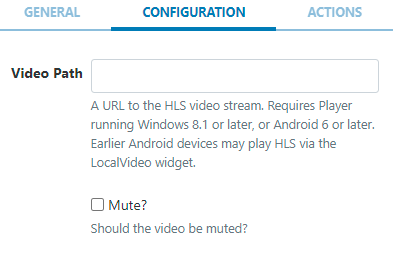 GENERAL CONFIGURATION ACTIONS
Video Path
A URL to the HLS video stream. Requires Player
running Windows 8.1 or later, or Android 6 or later.
Earlier Android devices may play HLS via the
LocalVideo widget.
Mute?
Should the video be muted?